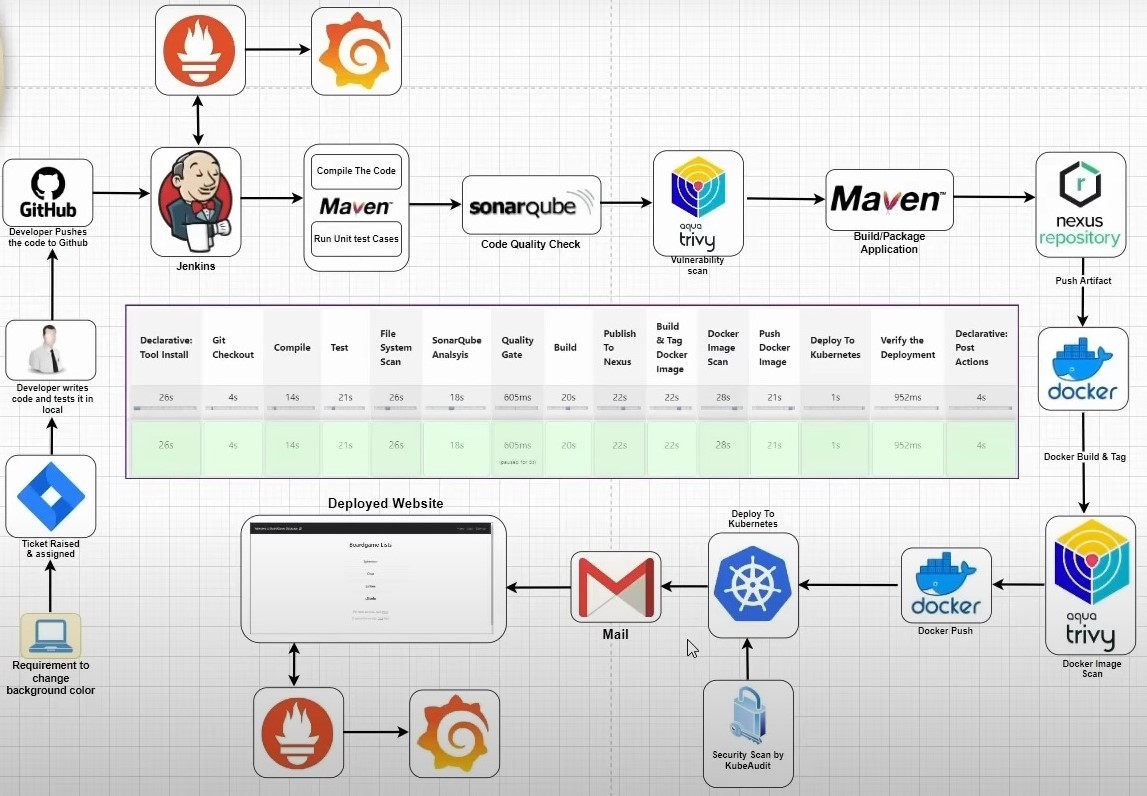 GitHub
Developer Pushes
the code to Github
Jenkins
Compile The Code
Maven™
Run Unit test Cases
sonarqube
Code Quality Check
aqua
trivy
Vulnerability
scan
Maven™
Build/Package
Application
nexus
repository
Push Artifact
Developer writes
code and tests it in
local
Ticket Raised
& assigned
Requirement to
change
background color
Declarative:
Tool Install
Git
Checkout
Compile
Test
File
System
Scan
SonarQube
Analsyis
Quality
Gate
Build
Publish
To
Nexus
Build
& Tag
Docker
Image
Docker
Image
Scan
Push
Docker
Image
Deploy To
Kubernetes
Verify the
Deployment
Declarative:
Post
Actions
26s 4s 14s 21s 26s 18s 605ms 20s 22s 22s 28s 21s 1s 952ms 4s
26s 4s 14s 21s 26s 18s 605ms 20s 22s 22s 28s 21s 1s 952ms 4s
docker
Docker Build & Tag
aqua
trivy
Docker Image
Scan
docker
Docker Push
Deploy To
Kubernetes
Security Scan by
KubeAudit
Mail
Deployed Website
Boardgame Lists